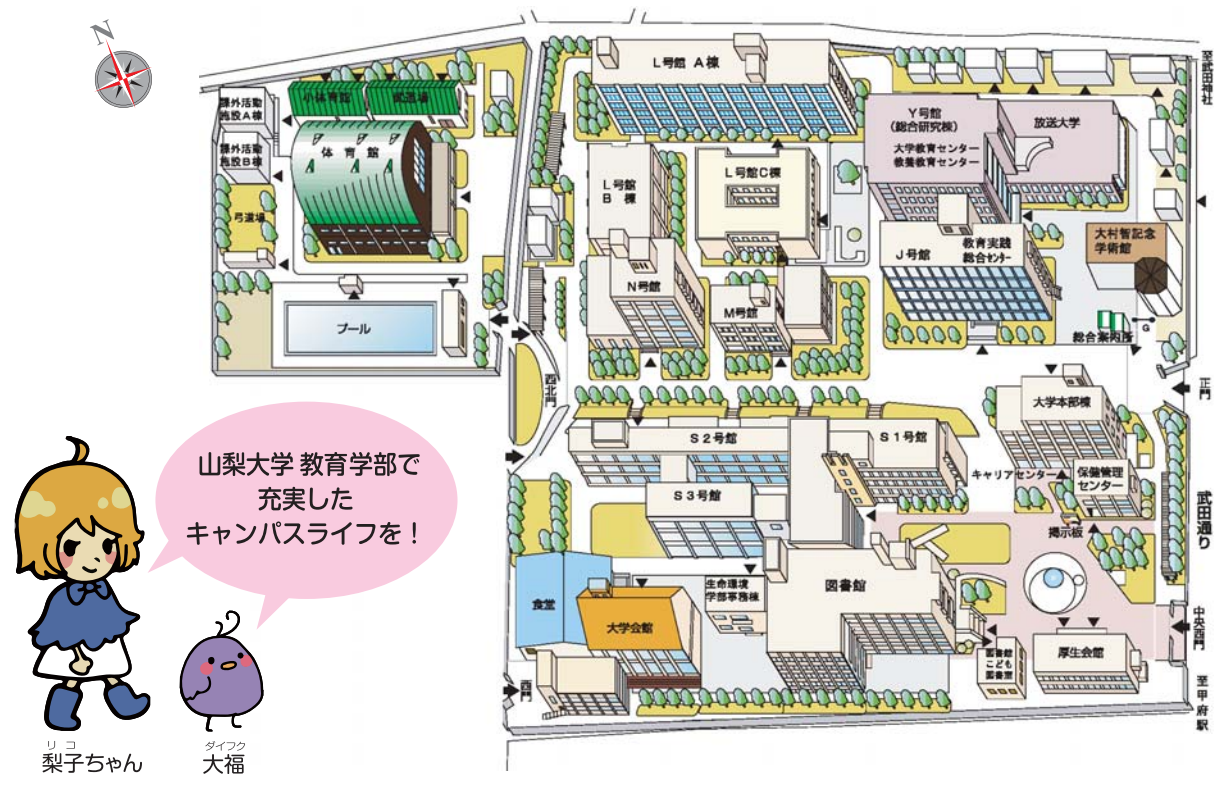 N
至武田神社
L号館 A棟
小体育館
武道場
課外活動
施設A棟
体育館
課外活動
施設B棟
弓道場
プール
L号館
B 棟
L号館C棟
Y号館
(総合研究棟)
大学教育センター
教養教育センター
放送大学
大村智記念
学術館
J号館
教育実践
総合センター
N号館
M号館
G
総合案内所
正門
西北門
大学本部棟
S2号館
S1号館
S3号館
キャリアセンター
保健管理
センター
掲示板
武田通り
食堂
大学会館
生命環境
学部事務棟
図書館
図書館
こども
図書室
厚生会館
中央西門
西門
至甲府駅
山梨大学 教育学部で
充実した
キャンパスライフを！
リコ
梨子ちゃん
ダイフク
大福